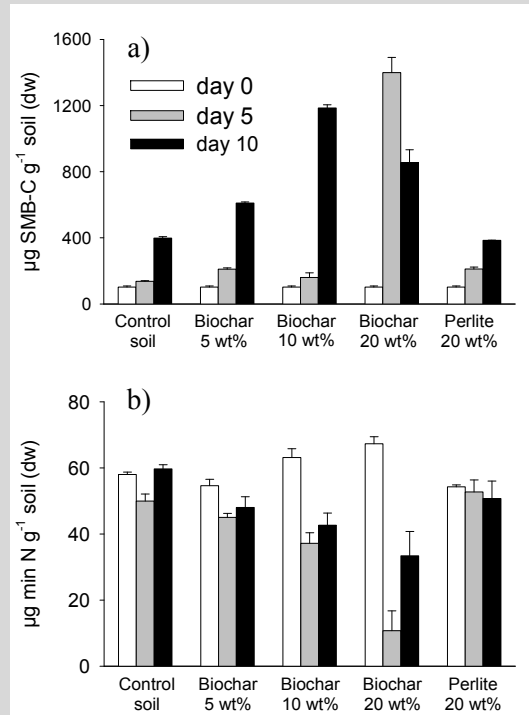 a)
1600
1200
800
400
0
µg SMB-C g⁻¹ soil (dw)
day 0
day 5
day 10
Control Biochar Biochar Biochar Perlite
soil 5 wt% 10 wt% 20 wt% 20 wt%
b)
80
60
40
20
0
µg min N g⁻¹ soil (dw)
Control Biochar Biochar Biochar Perlite
soil 5 wt% 10 wt% 20 wt% 20 wt%